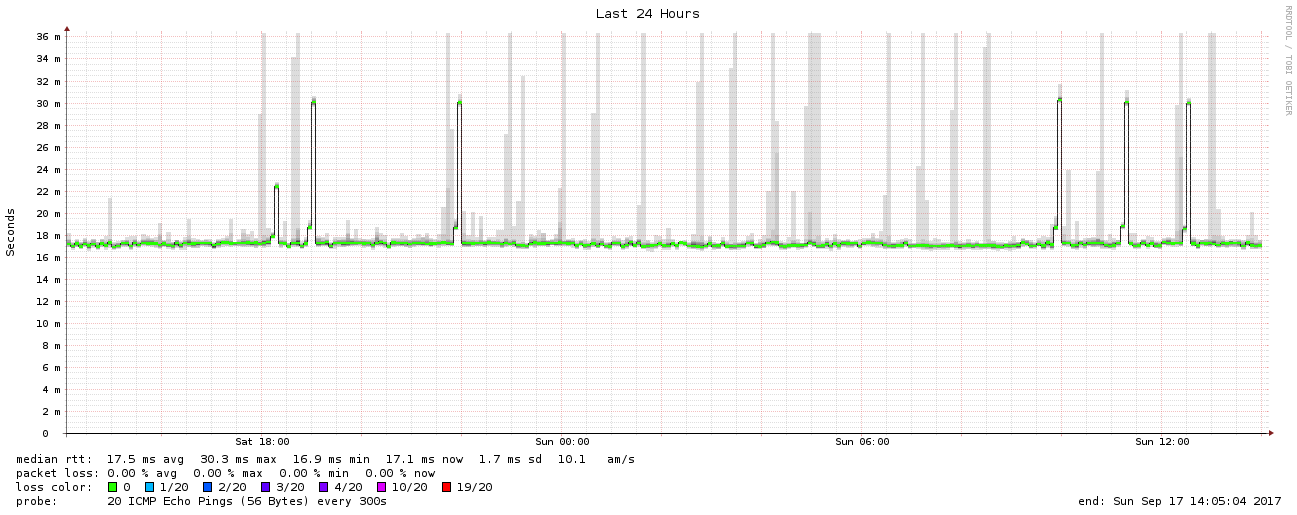 Last 24 Hours
RRDTOOL / TOBI OETIKER
Seconds
36 m
34 m
32 m
30 m
28 m
26 m
24 m
22 m
20 m
18 m
16 m
14 m
12 m
10 m
8 m
6 m
4 m
2 m
0
Sat 18:00 Sun 00:00 Sun 06:00 Sun 12:00
median rtt: 17.5 ms avg 30.3 ms max 16.9 ms min 17.1 ms now 1.7 ms sd 10.1 am/s
packet loss: 0.00 % avg 0.00 % max 0.00 % min 0.00 % now
loss color: 0 1/20 2/20 3/20 4/20 10/20 19/20
probe: 20 ICMP Echo Pings (56 Bytes) every 300s end: Sun Sep 17 14:05:04 2017